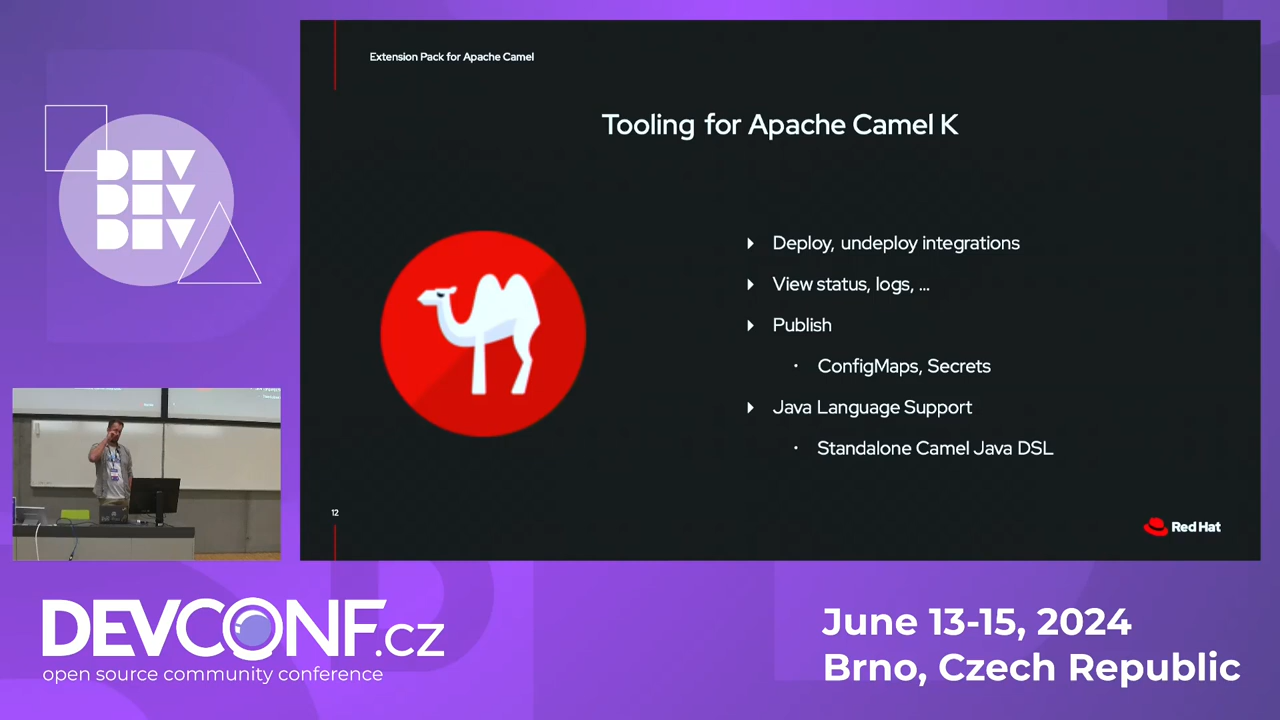 DEV
DEV
DEV
Extension Pack for Apache Camel
Tooling for Apache Camel K
Deploy, undeploy integrations
View status, logs, ...
Publish
ConfigMaps, Secrets
Java Language Support
Standalone Camel Java DSL
12
Red Hat
DEVCONF.cz
open source community conference
June 13-15, 2024
Brno, Czech Republic